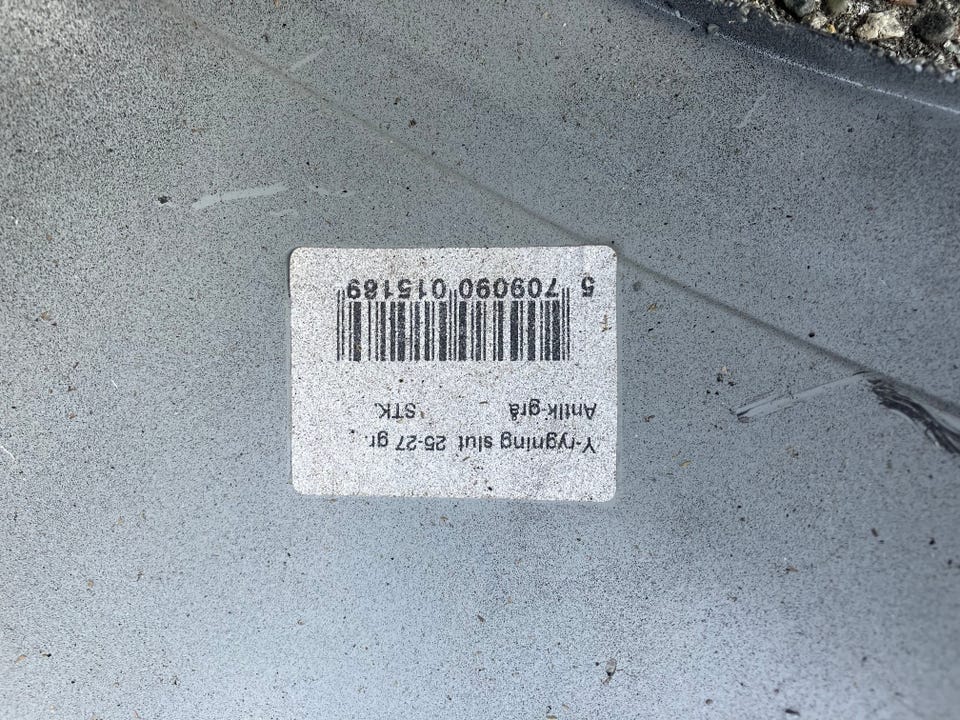 Y-rygning slut 25-27 gr.
Antik-grå STK.
5 709090 015189